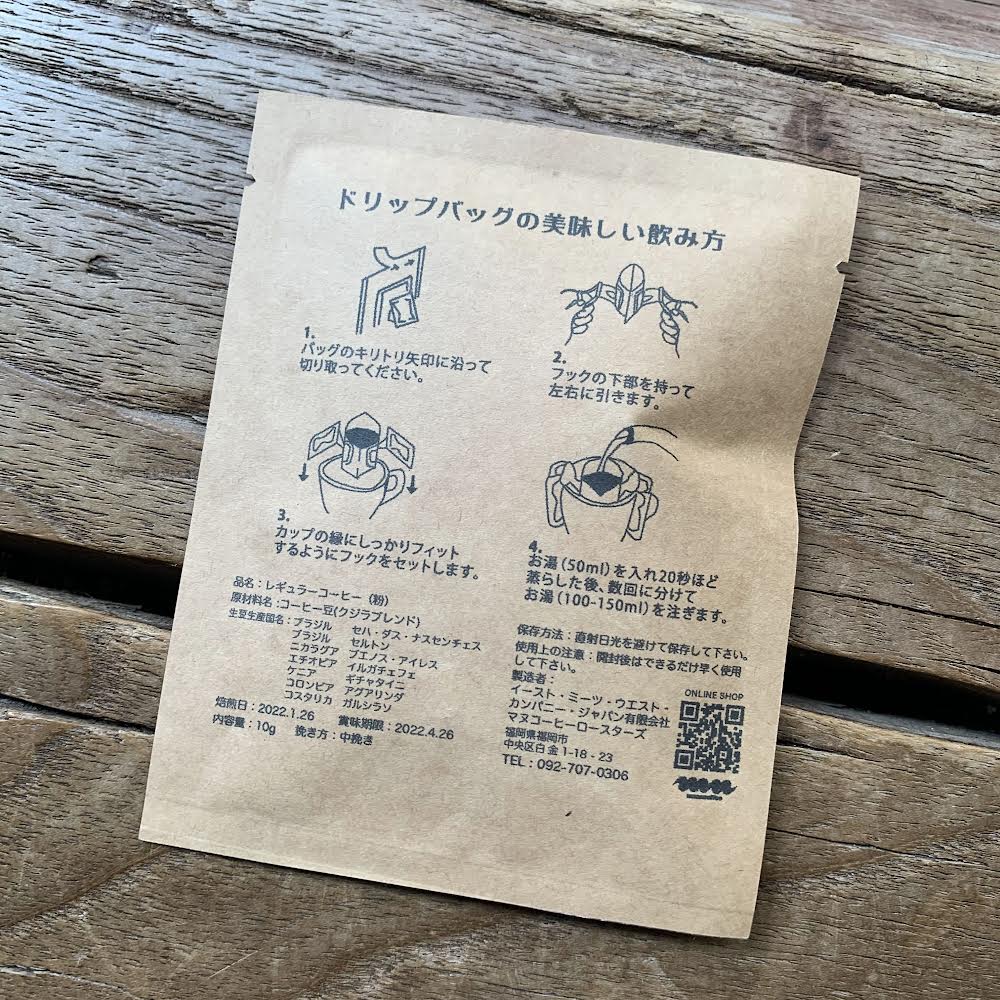 ドリップバッグの美味しい飲み方
1.
バッグのキリトリ矢印に沿って
切り取ってください。
2.
フックの下部を持って
左右に引きます。
3.
カップの縁にしっかりフィット
するようにフックをセットします。
4.
お湯(50ml)を入れ20秒ほど
蒸らした後、数回に分けて
お湯(100-150ml)を注ぎます。
品名:レギュラーコーヒー(粉)
原材料名:コーヒー豆(クジラブレンド)
生豆生産国名:ブラジル セハ・ダス・ナスセンチェス
ブラジル セルトン
ニカラグア ブエノス・アイレス
エチオピア イルガチェフェ
ケニア ギチャタイニ
コロンビア アグアリンダ
コスタリカ ガルシラソ
焙煎日:2022.1.26 賞味期限:2022.4.26
内容量:10g 挽き方:中挽き
保存方法:直射日光を避けて保存して下さい。
使用上の注意:開封後はできるだけ早く使用
して下さい。
製造者:
イースト・ミーツ・ウエスト・
カンパニー・ジャパン有限会社
マヌコーヒーロースターズ
福岡県福岡市
中央区白金1-18-23
TEL:092-707-0306
ONLINE SHOP